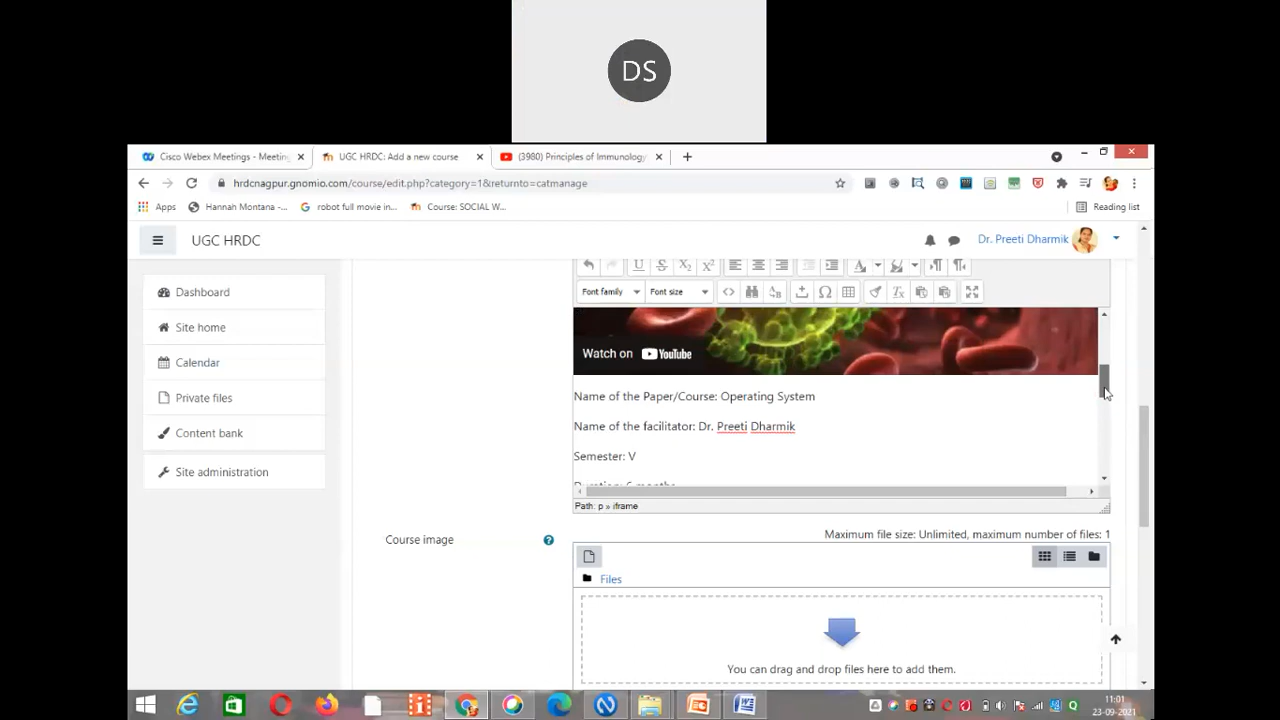 DS
Cisco Webex Meetings - Meeting
UGC HRDC: Add a new course
(3980) Principles of Immunology
hrdcnagpur.gnomio.com/course/edit.php?category=1&returnto=catmanage
Apps
Hannah Montana -...
robot full movie in...
Course: SOCIAL W...
Reading list
UGC HRDC
Dr. Preeti Dharmik
Dashboard
Site home
Calendar
Private files
Content bank
Site administration
Font family
Font size
Watch on YouTube
Name of the Paper/Course: Operating System
Name of the facilitator: Dr. Preeti Dharmik
Semester: V
Duration: 6 months
Path: p » iframe
Course image
Maximum file size: Unlimited, maximum number of files: 1
Files
You can drag and drop files here to add them.
11:01
23-09-2021